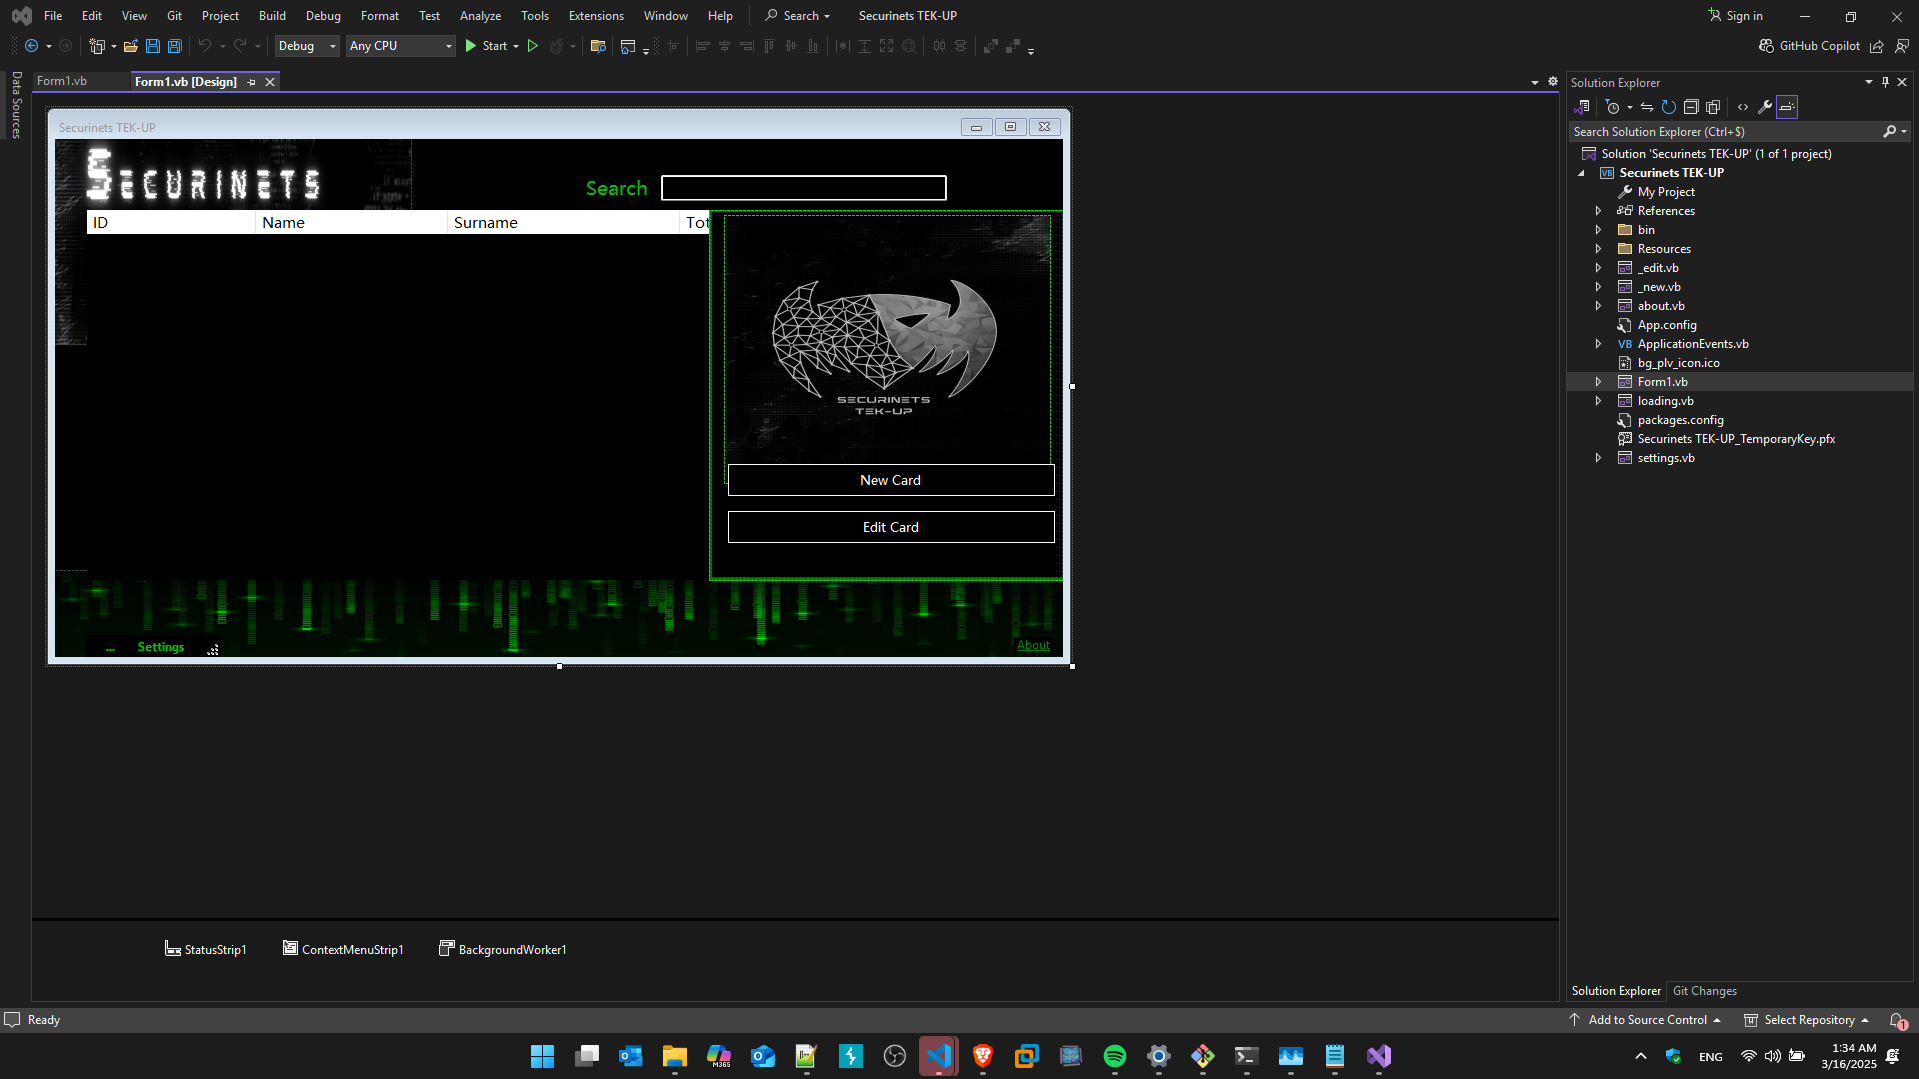 File Edit View Git Project Build Debug Format Test Analyze Tools Extensions Window Help Search Securinets TEK-UP Sign in
Debug Any CPU Start GitHub Copilot
Data Sources
Form1.vb Form1.vb [Design]
Securinets TEK-UP
SECURINETS
Search
ID Name Surname Tot
SECURINETS
TEK-UP
New Card
Edit Card
... Settings
About
StatusStrip1 ContextMenuStrip1 BackgroundWorker1
Solution Explorer
Search Solution Explorer (Ctrl+$)
Solution 'Securinets TEK-UP' (1 of 1 project)
VB Securinets TEK-UP
My Project
References
bin
Resources
_edit.vb
_new.vb
about.vb
App.config
VB ApplicationEvents.vb
bg_plv_icon.ico
Form1.vb
loading.vb
packages.config
Securinets TEK-UP_TemporaryKey.pfx
settings.vb
Solution Explorer Git Changes
Ready Add to Source Control Select Repository 1
M365 ENG 1:34 AM
3/16/2025